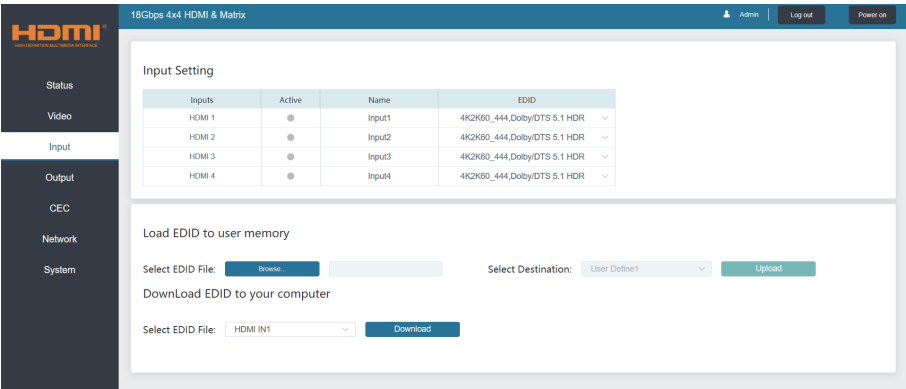 HDMI®
HIGH DEFINITION MULTIMEDIA INTERFACE
18Gbps 4x4 HDMI & Matrix
Admin
Log out
Power on
Status
Video
Input
Output
CEC
Network
System
Input Setting
Inputs Active Name EDID
HDMI 1 Input1 4K2K60_444,Dolby/DTS 5.1 HDR
HDMI 2 Input2 4K2K60_444,Dolby/DTS 5.1 HDR
HDMI 3 Input3 4K2K60_444,Dolby/DTS 5.1 HDR
HDMI 4 Input4 4K2K60_444,Dolby/DTS 5.1 HDR
Load EDID to user memory
Select EDID File: Browse... Select Destination: User Define1 Upload
DownLoad EDID to your computer
Select EDID File: HDMI IN1 Download